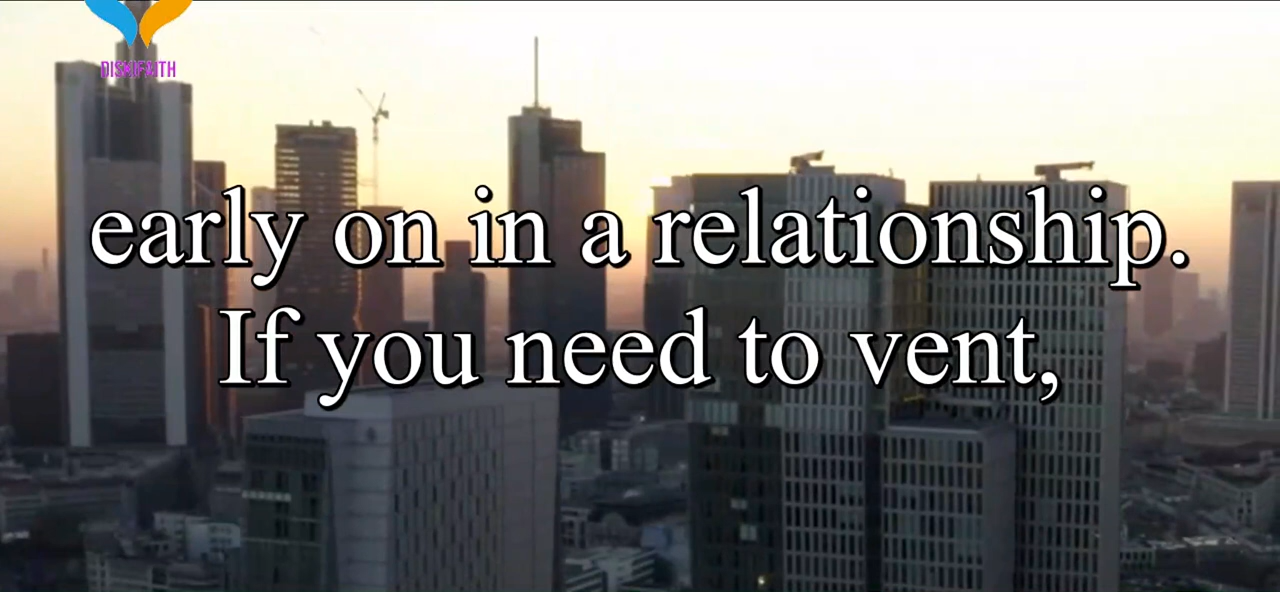 early on in a relationship.
If you need to vent,